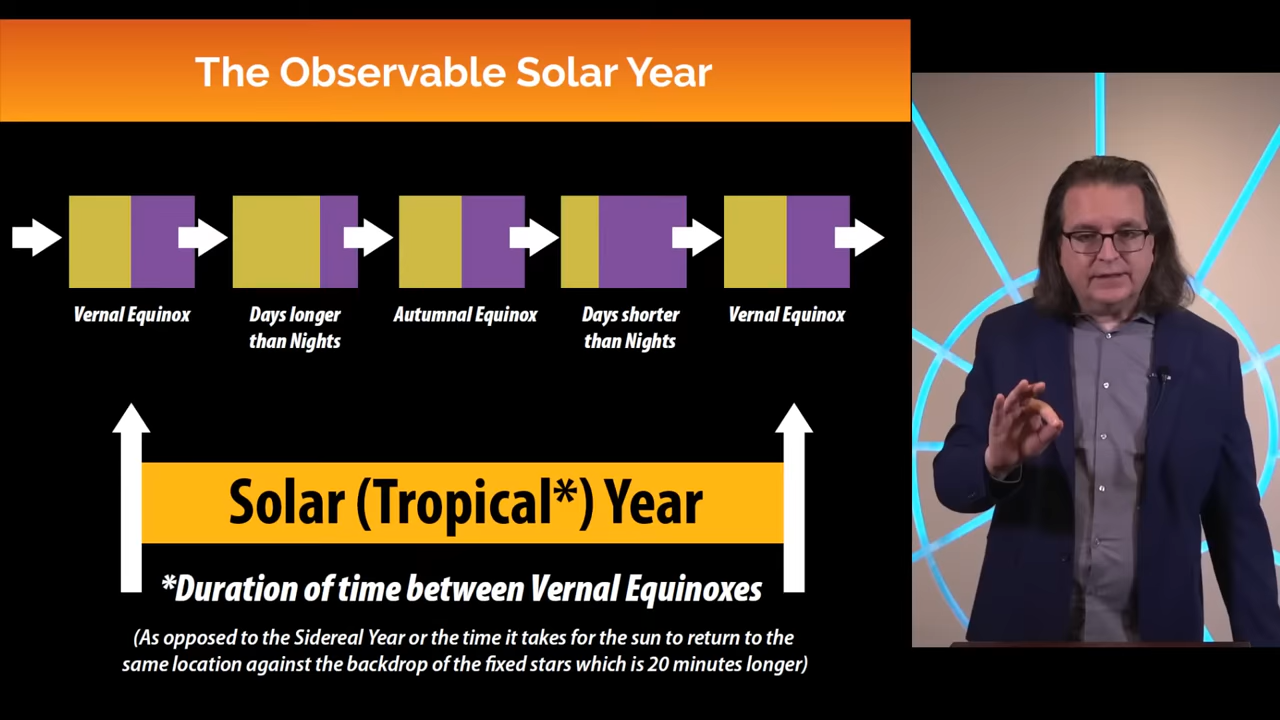 The Observable Solar Year
Vernal Equinox
Days longer
than Nights
Autumnal Equinox
Days shorter
than Nights
Vernal Equinox
Solar (Tropical*) Year
*Duration of time between Vernal Equinoxes
(As opposed to the Sidereal Year or the time it takes for the sun to return to the
same location against the backdrop of the fixed stars which is 20 minutes longer)